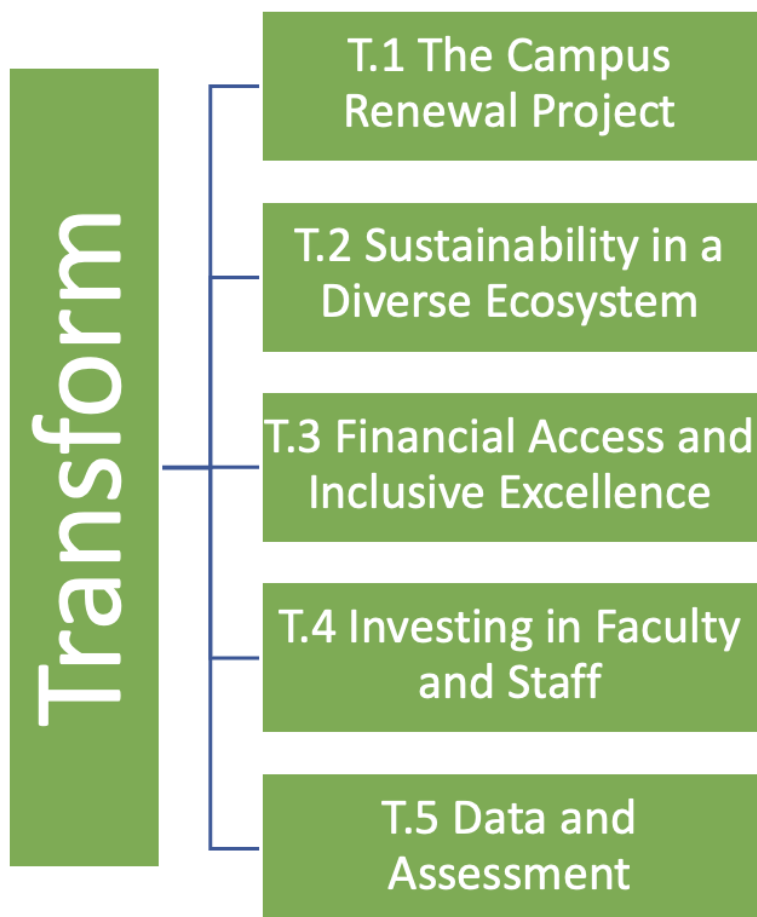 Transform
T.1 The Campus
Renewal Project
T.2 Sustainability in a
Diverse Ecosystem
T.3 Financial Access and
Inclusive Excellence
T.4 Investing in Faculty
and Staff
T.5 Data and
Assessment